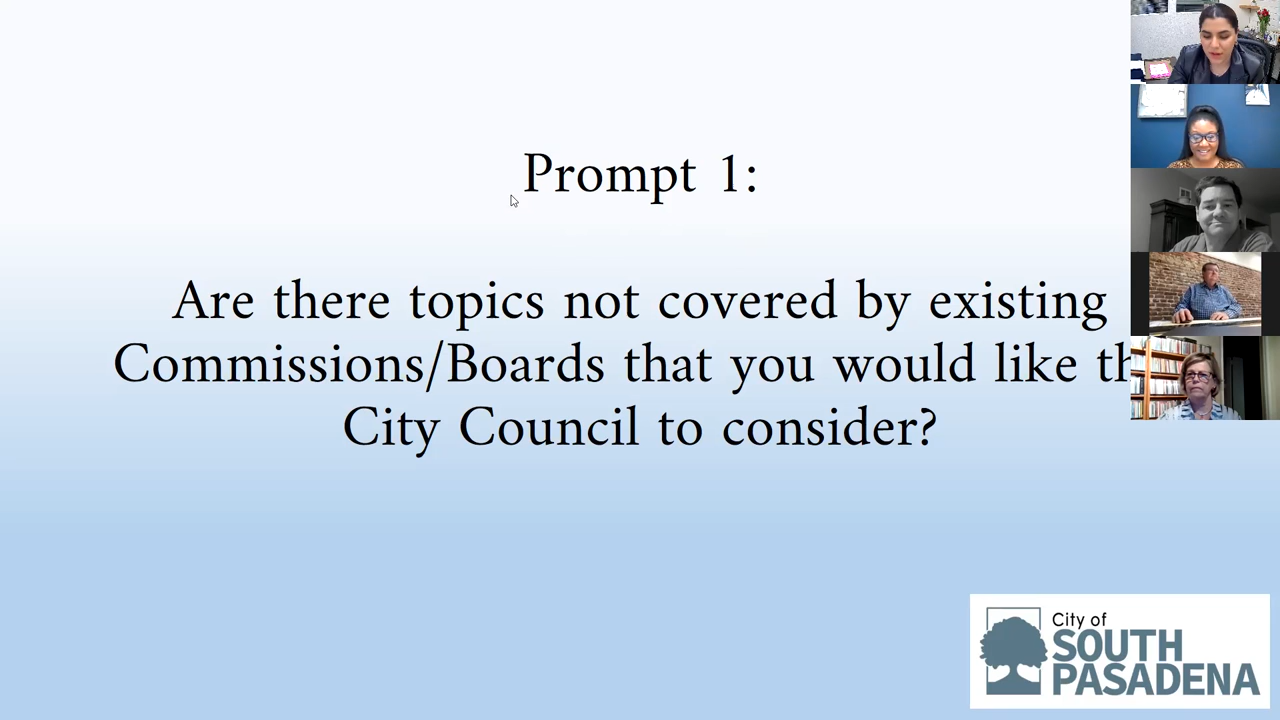 Prompt 1:
Are there topics not covered by existing
Commissions/Boards that you would like th
City Council to consider?
City of
SOUTH
PASADENA